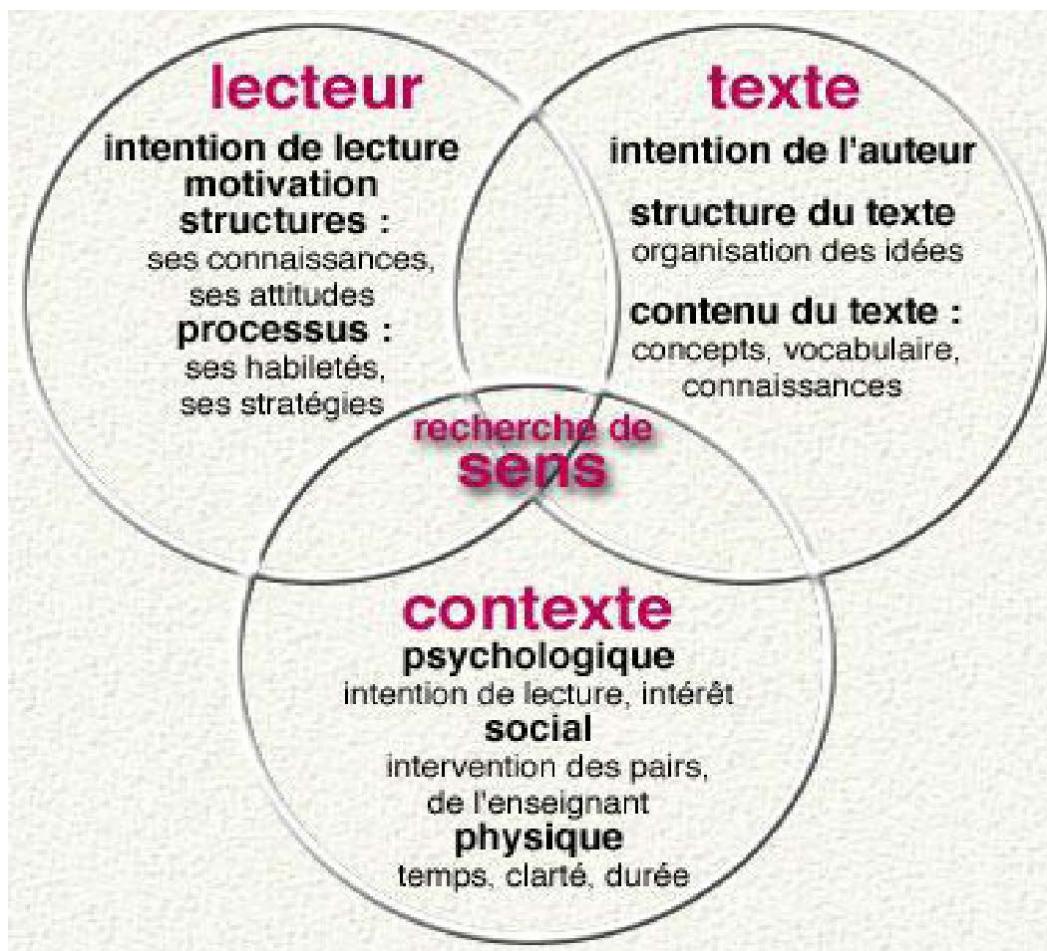 lecteur
intention de lecture
motivation
structures :
ses connaissances,
ses attitudes
processus :
ses habiletés,
ses stratégies
texte
intention de l'auteur
structure du texte
organisation des idées
contenu du texte :
concepts, vocabulaire,
connaissances
recherche de
sens
contexte
psychologique
intention de lecture, intérêt
social
intervention des pairs,
de l'enseignant
physique
temps, clarté, durée